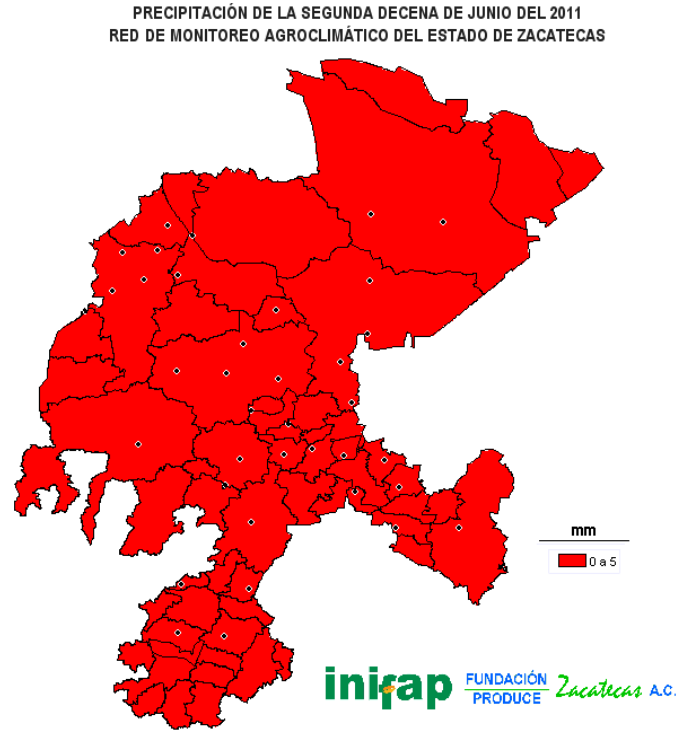 PRECIPITACIÓN DE LA SEGUNDA DECENA DE JUNIO DEL 2011
RED DE MONITOREO AGROCLIMÁTICO DEL ESTADO DE ZACATECAS
mm
0 a 5
inifap
FUNDACIÓN
PRODUCE
Zacatecas A.C.